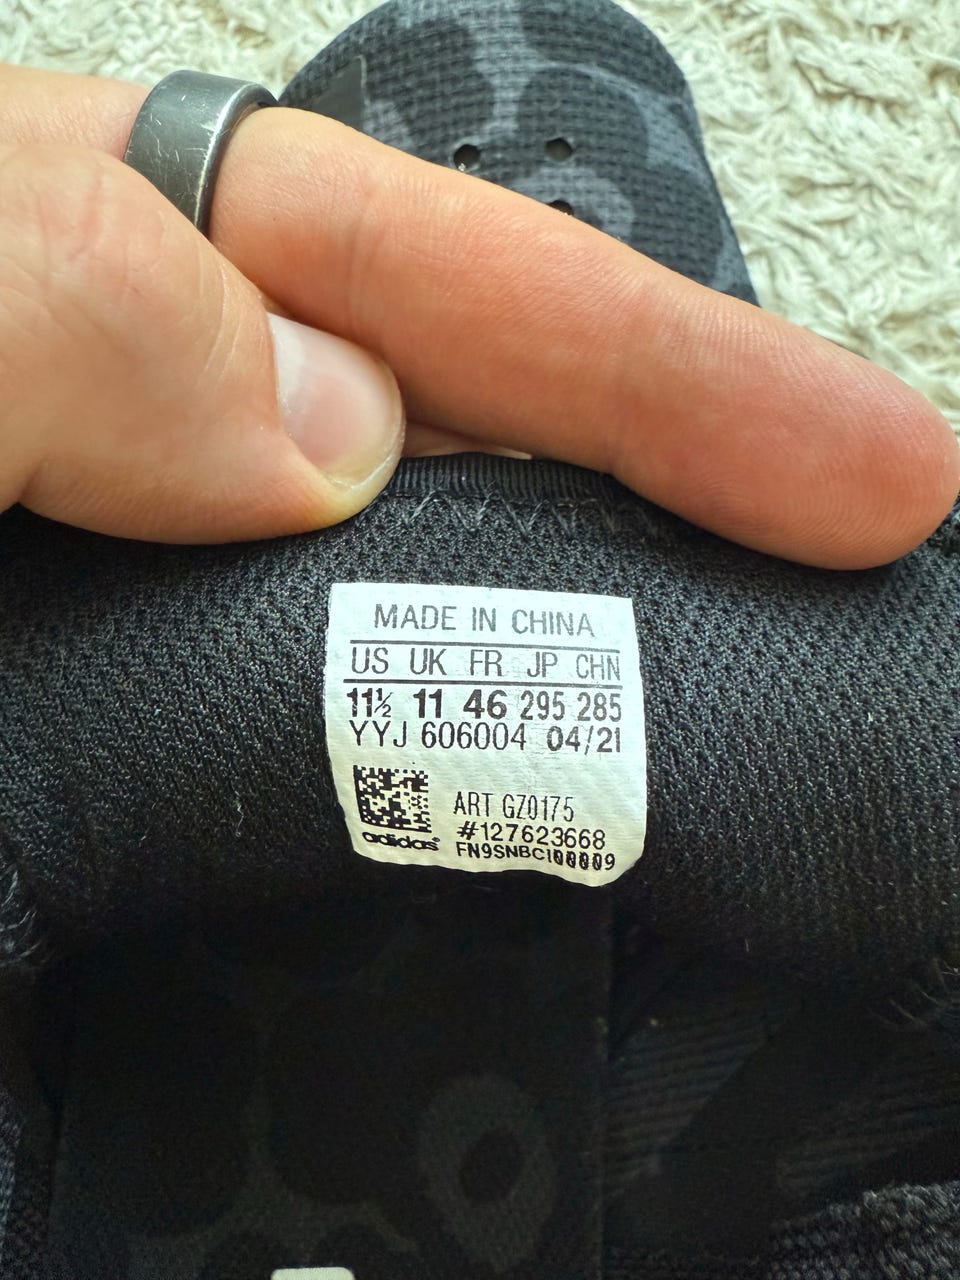 MADE IN CHINA
US UK FR JP CHN
11½ 11 46 295 285
YYJ 606004 04/21
ART GZ0175
#127623668
adidas®
FN9SNBCI00009